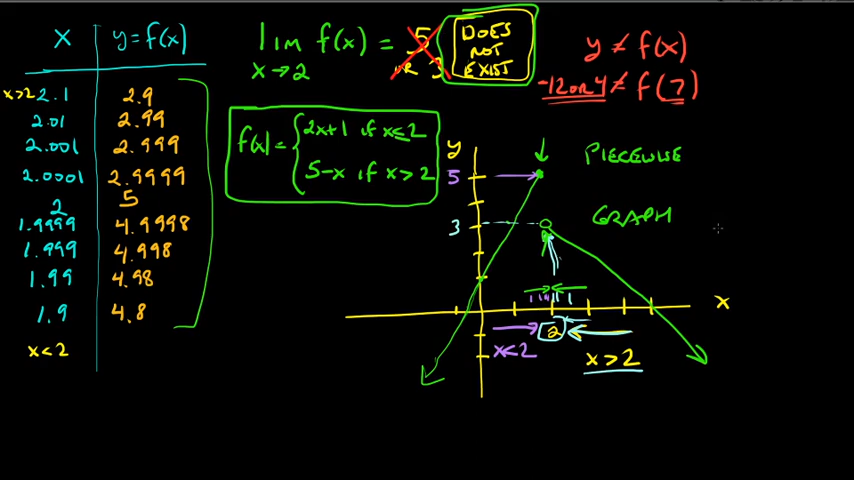 x y=f(x)
x>2 2.1 2.9
2.01 2.99
2.001 2.999
2.0001 2.9999
2 5
1.9999 4.9998
1.999 4.998
1.99 4.98
1.9 4.8
x<2
lim f(x) = 5 or 3
x→2
DOES
NOT
EXIST
y ≠ f(x)
-12 or 4 ≠ f(7)
f(x)= { 2x+1 if x≤2
5-x if x>2
PIECEWISE
GRAPH
y
5
3
x
2
x<2
x>2